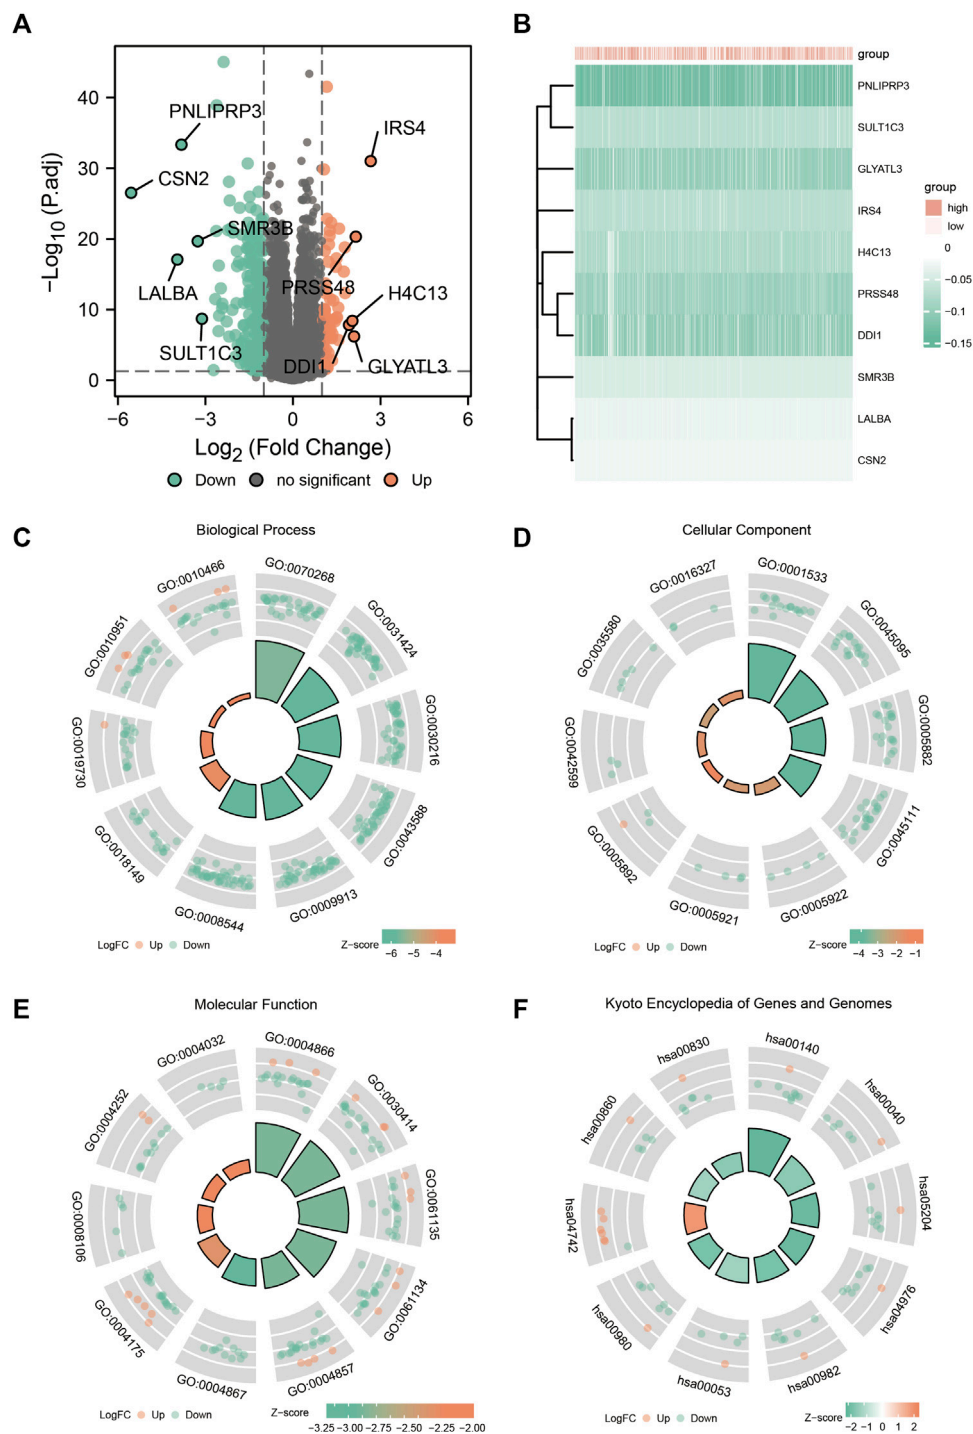 A
−Log10 (P.adj)
40
30
20
10
0
PNLIPRP3
IRS4
CSN2
SMR3B
LALBA
PRSS48
H4C13
SULT1C3
DDI1
GLYATL3
−6
−3
0
3
6
Log2 (Fold Change)
Down
no significant
Up
B
group
PNLIPRP3
SULT1C3
GLYATL3
IRS4
H4C13
PRSS48
DDI1
SMR3B
LALBA
CSN2
group
high
low
0
−0.05
−0.1
−0.15
C
Biological Process
GO:0070268
GO:0031424
GO:0030216
GO:0043588
GO:0009913
GO:0008544
GO:0018149
GO:0019730
GO:0010951
GO:0010466
LogFC
Up
Down
Z−score
−6 −5 −4
D
Cellular Component
GO:0001533
GO:0045095
GO:0005882
GO:0045111
GO:0005922
GO:0005921
GO:0005892
GO:0042599
GO:0035580
GO:0016327
LogFC
Up
Down
Z−score
−4 −3 −2 −1
E
Molecular Function
GO:0004866
GO:0030414
GO:0061135
GO:0061134
GO:0004857
GO:0004867
GO:0004175
GO:0008106
GO:0004252
GO:0004032
LogFC
Up
Down
Z−score
−3.25 −3.00 −2.75 −2.50 −2.25 −2.00
F
Kyoto Encyclopedia of Genes and Genomes
hsa00140
hsa00040
hsa05204
hsa04976
hsa00982
hsa00053
hsa00980
hsa04742
hsa00860
hsa00830
LogFC
Up
Down
Z−score
−2 −1 0 1 2